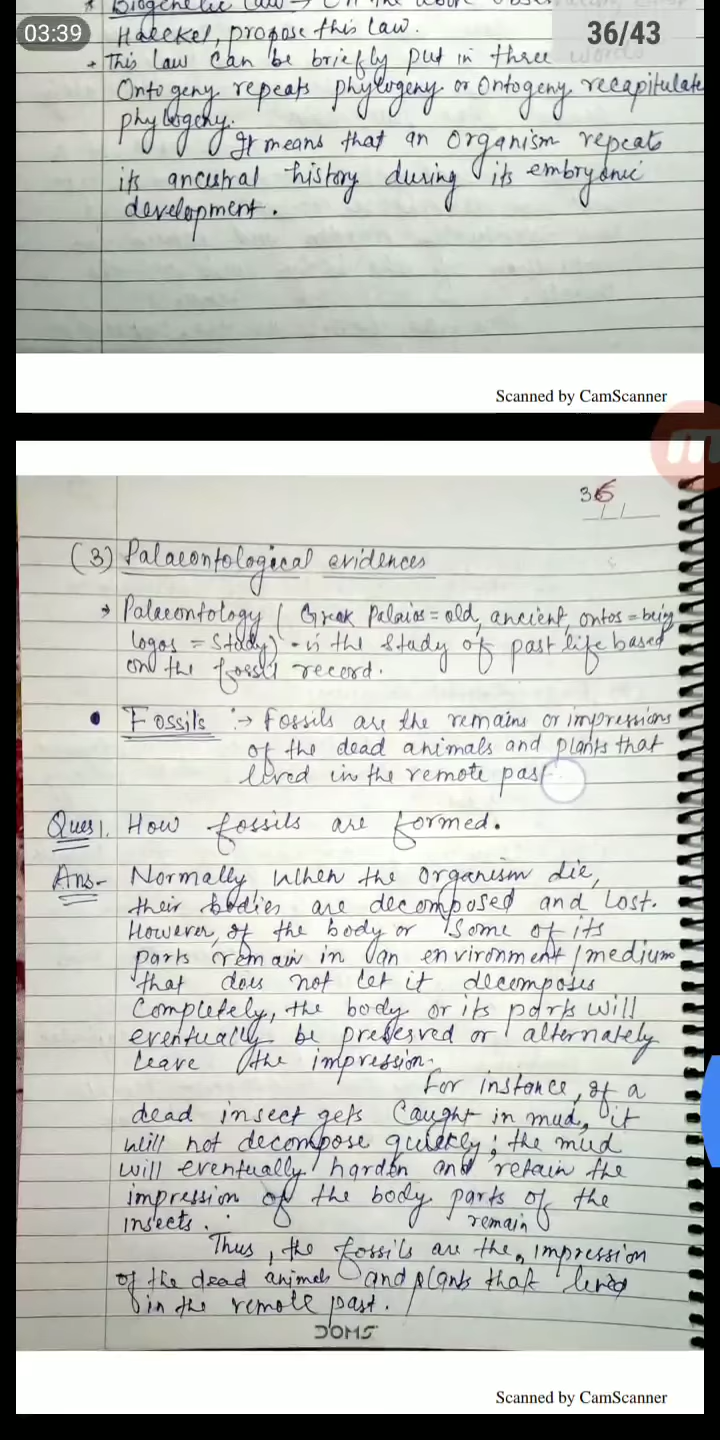 Biogenetic Law → On the above
03:39
36/43
Haeckel, propose this law.
→ This law can be briefly put in three words
Ontogeny repeats phylogeny or Ontogeny recapitulate
phylogeny.
It means that an organism repeats
its ancestral history during its embryonic
development.
Scanned by CamScanner
36
(3) Palaeontological evidences
→ Palaeontology ( Greak Palaios = old, ancient, ontos = being
logos = study) - is the study of past life based
on the fossil record.
• Fossils :→ Fossils are the remains or impressions
of the dead animals and plants that
lived in the remote past
Ques 1. How fossils are formed.
Ans- Normally when the organism die,
their bodies are decomposed and lost.
However, if the body or some of its
parts remain in an environment/medium
that does not let it decomposes
completely, the body or its parts will
eventually be preserved or alternately
leave the impression.
For instance, if a
dead insect gets caught in mud, it
will not decompose quickly; the mud
will eventually harden and retain the
impression of the body parts of the
insects.
remain
Thus, the fossils are the, impression
of the dead animals and plants that lived
in the remote past.
DOMS
Scanned by CamScanner